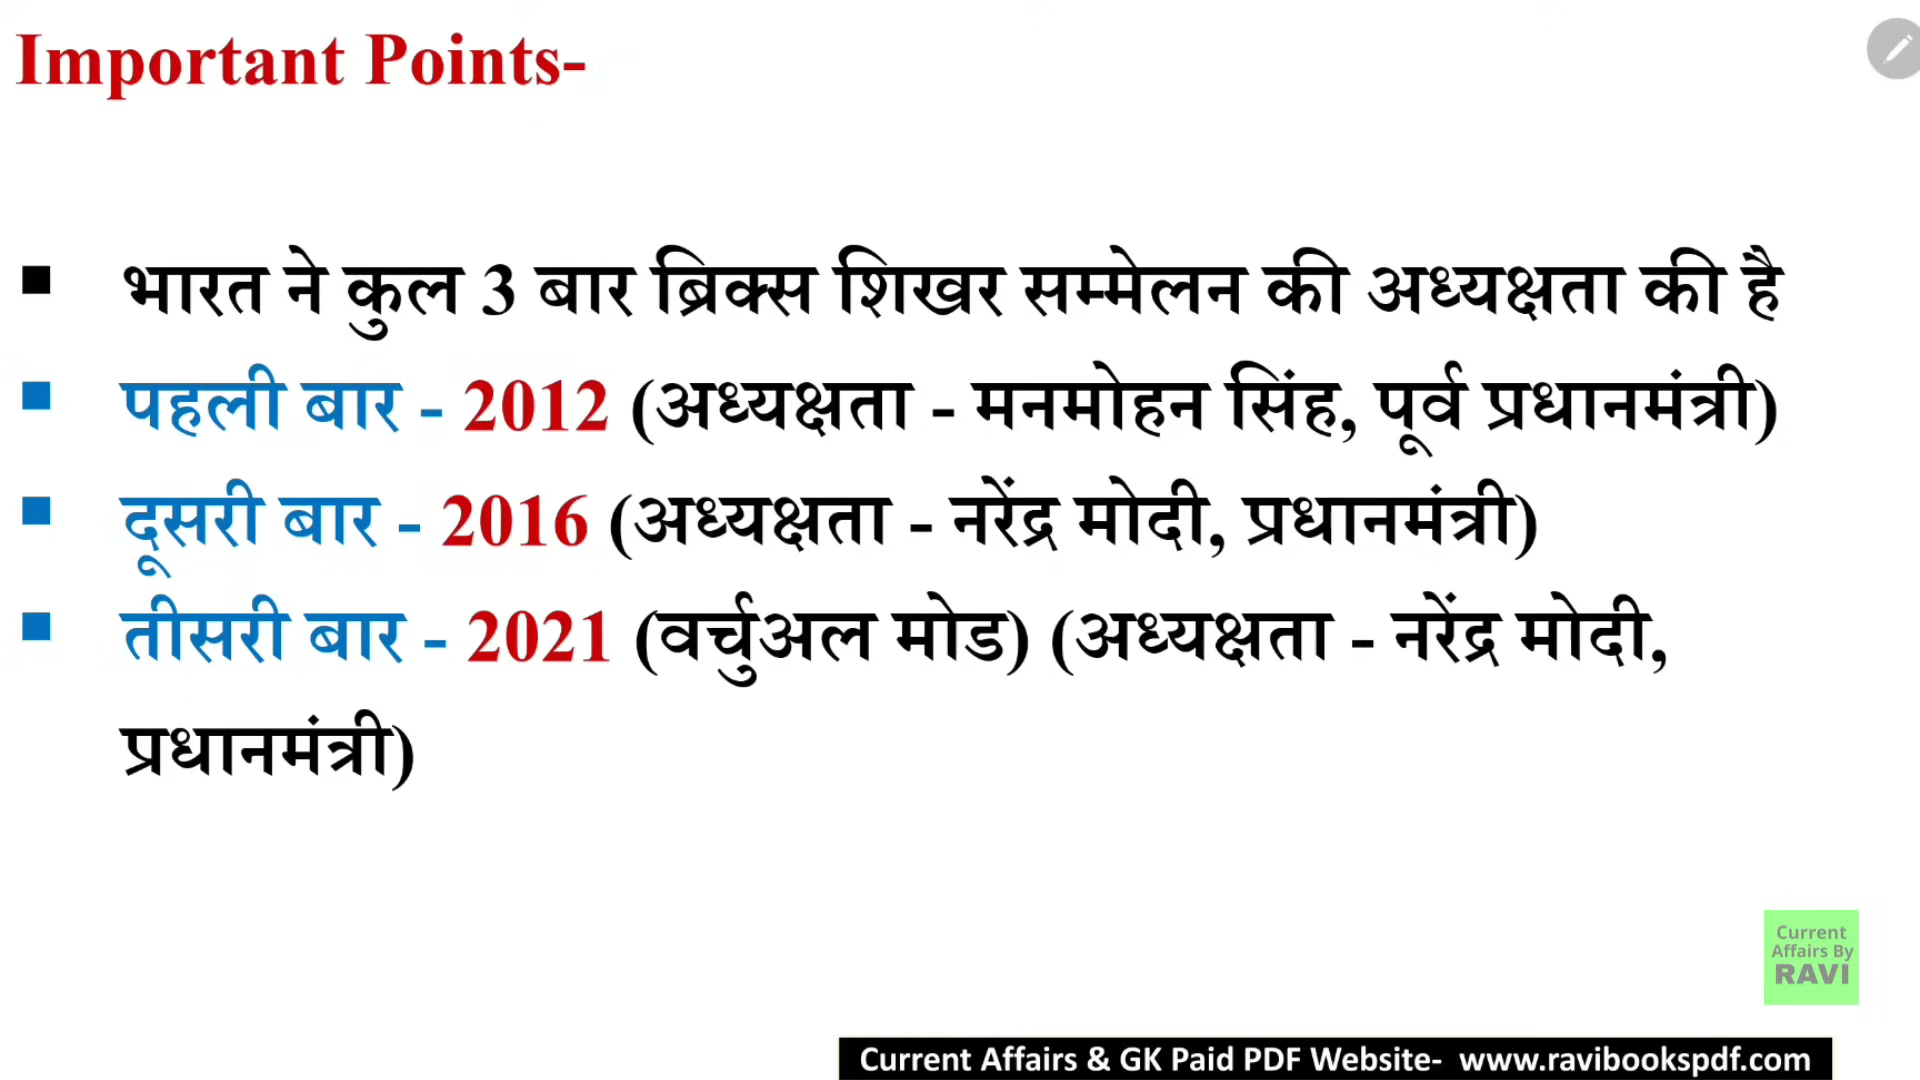 Important Points-
▪ भारत ने कुल 3 बार ब्रिक्स शिखर सम्मेलन की अध्यक्षता की है
▪ पहली बार - 2012 (अध्यक्षता - मनमोहन सिंह, पूर्व प्रधानमंत्री)
▪ दूसरी बार - 2016 (अध्यक्षता - नरेंद्र मोदी, प्रधानमंत्री)
▪ तीसरी बार - 2021 (वर्चुअल मोड) (अध्यक्षता - नरेंद्र मोदी,
प्रधानमंत्री)
Current
Affairs By
RAVI
Current Affairs & GK Paid PDF Website- www.ravibookspdf.com